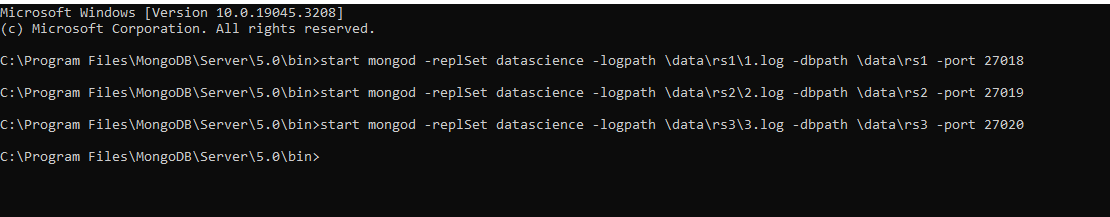 Microsoft Windows [Version 10.0.19045.3208]
(c) Microsoft Corporation. All rights reserved.
C:\Program Files\MongoDB\Server\5.0\bin>start mongod -replSet datascience -logpath \data\rs1\1.log -dbpath \data\rs1 -port 27018
C:\Program Files\MongoDB\Server\5.0\bin>start mongod -replSet datascience -logpath \data\rs2\2.log -dbpath \data\rs2 -port 27019
C:\Program Files\MongoDB\Server\5.0\bin>start mongod -replSet datascience -logpath \data\rs3\3.log -dbpath \data\rs3 -port 27020
C:\Program Files\MongoDB\Server\5.0\bin>